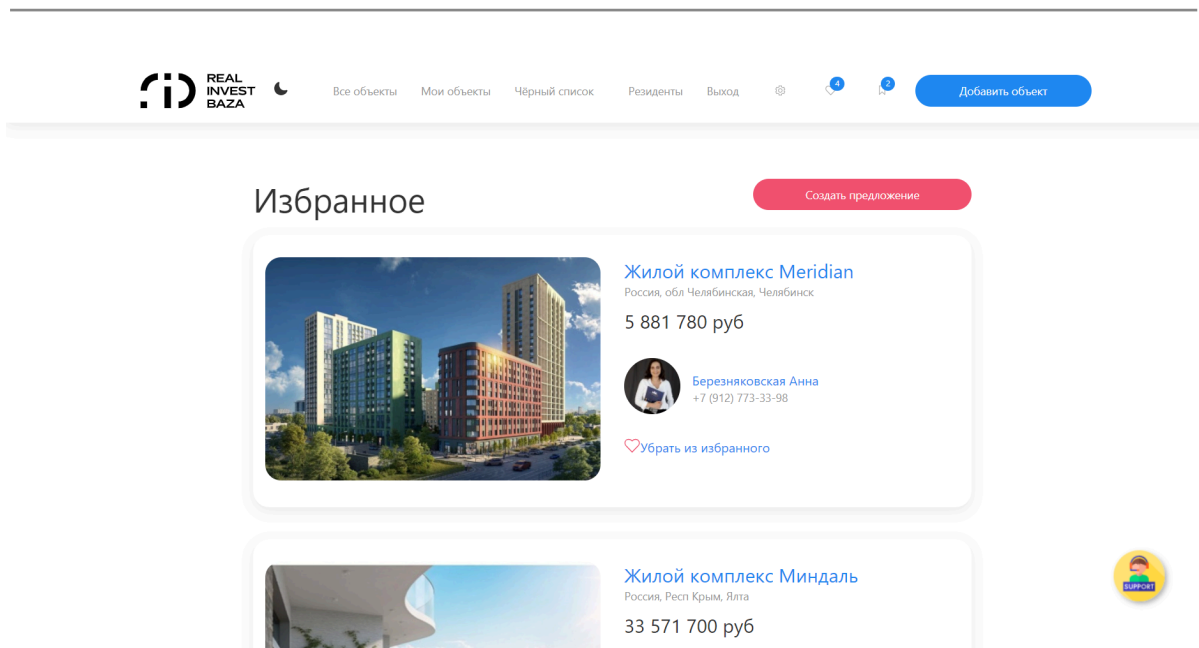 REAL
INVEST
BAZA
Все объекты Мои объекты Чёрный список Резиденты Выход 4 2 Добавить объект
Избранное
Создать предложение
Жилой комплекс Meridian
Россия, обл Челябинская, Челябинск
5 881 780 руб
Березняковская Анна
+7 (912) 773-33-98
Убрать из избранного
Жилой комплекс Миндаль
Россия, Респ Крым, Ялта
33 571 700 руб
SUPPORT